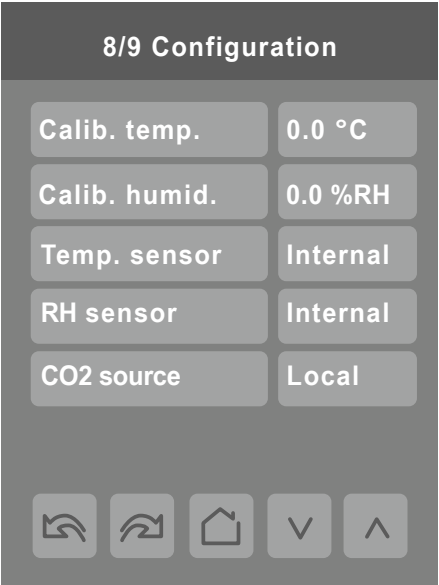 8/9 Configuration
Calib. temp. 0.0 °C
Calib. humid. 0.0 %RH
Temp. sensor Internal
RH sensor Internal
CO2 source Local